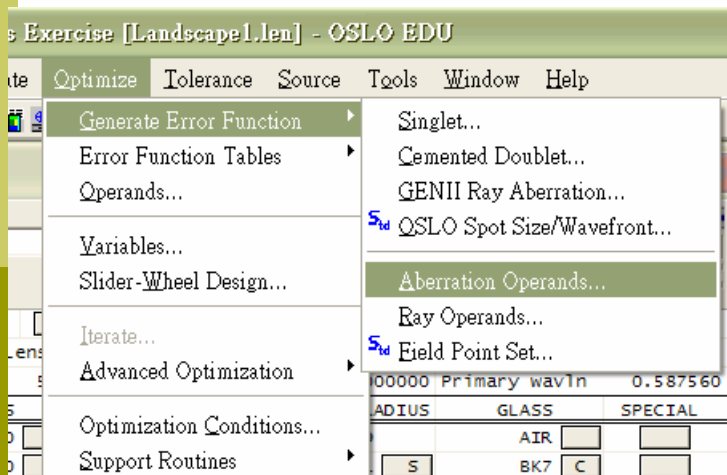 s Exercise [Landscape1.len] - OSLO EDU
ate Optimize Tolerance Source Tools Window Help
Generate Error Function
Error Function Tables
Operands...
Variables...
Slider-Wheel Design...
Iterate...
Advanced Optimization
Optimization Conditions...
Support Routines
Singlet...
Cemented Doublet...
GENII Ray Aberration...
Std OSLO Spot Size/Wavefront...
Aberration Operands...
Ray Operands...
Std Field Point Set...
Lens
000000 Primary wavln 0.587560
RADIUS GLASS SPECIAL
AIR
S BK7 C